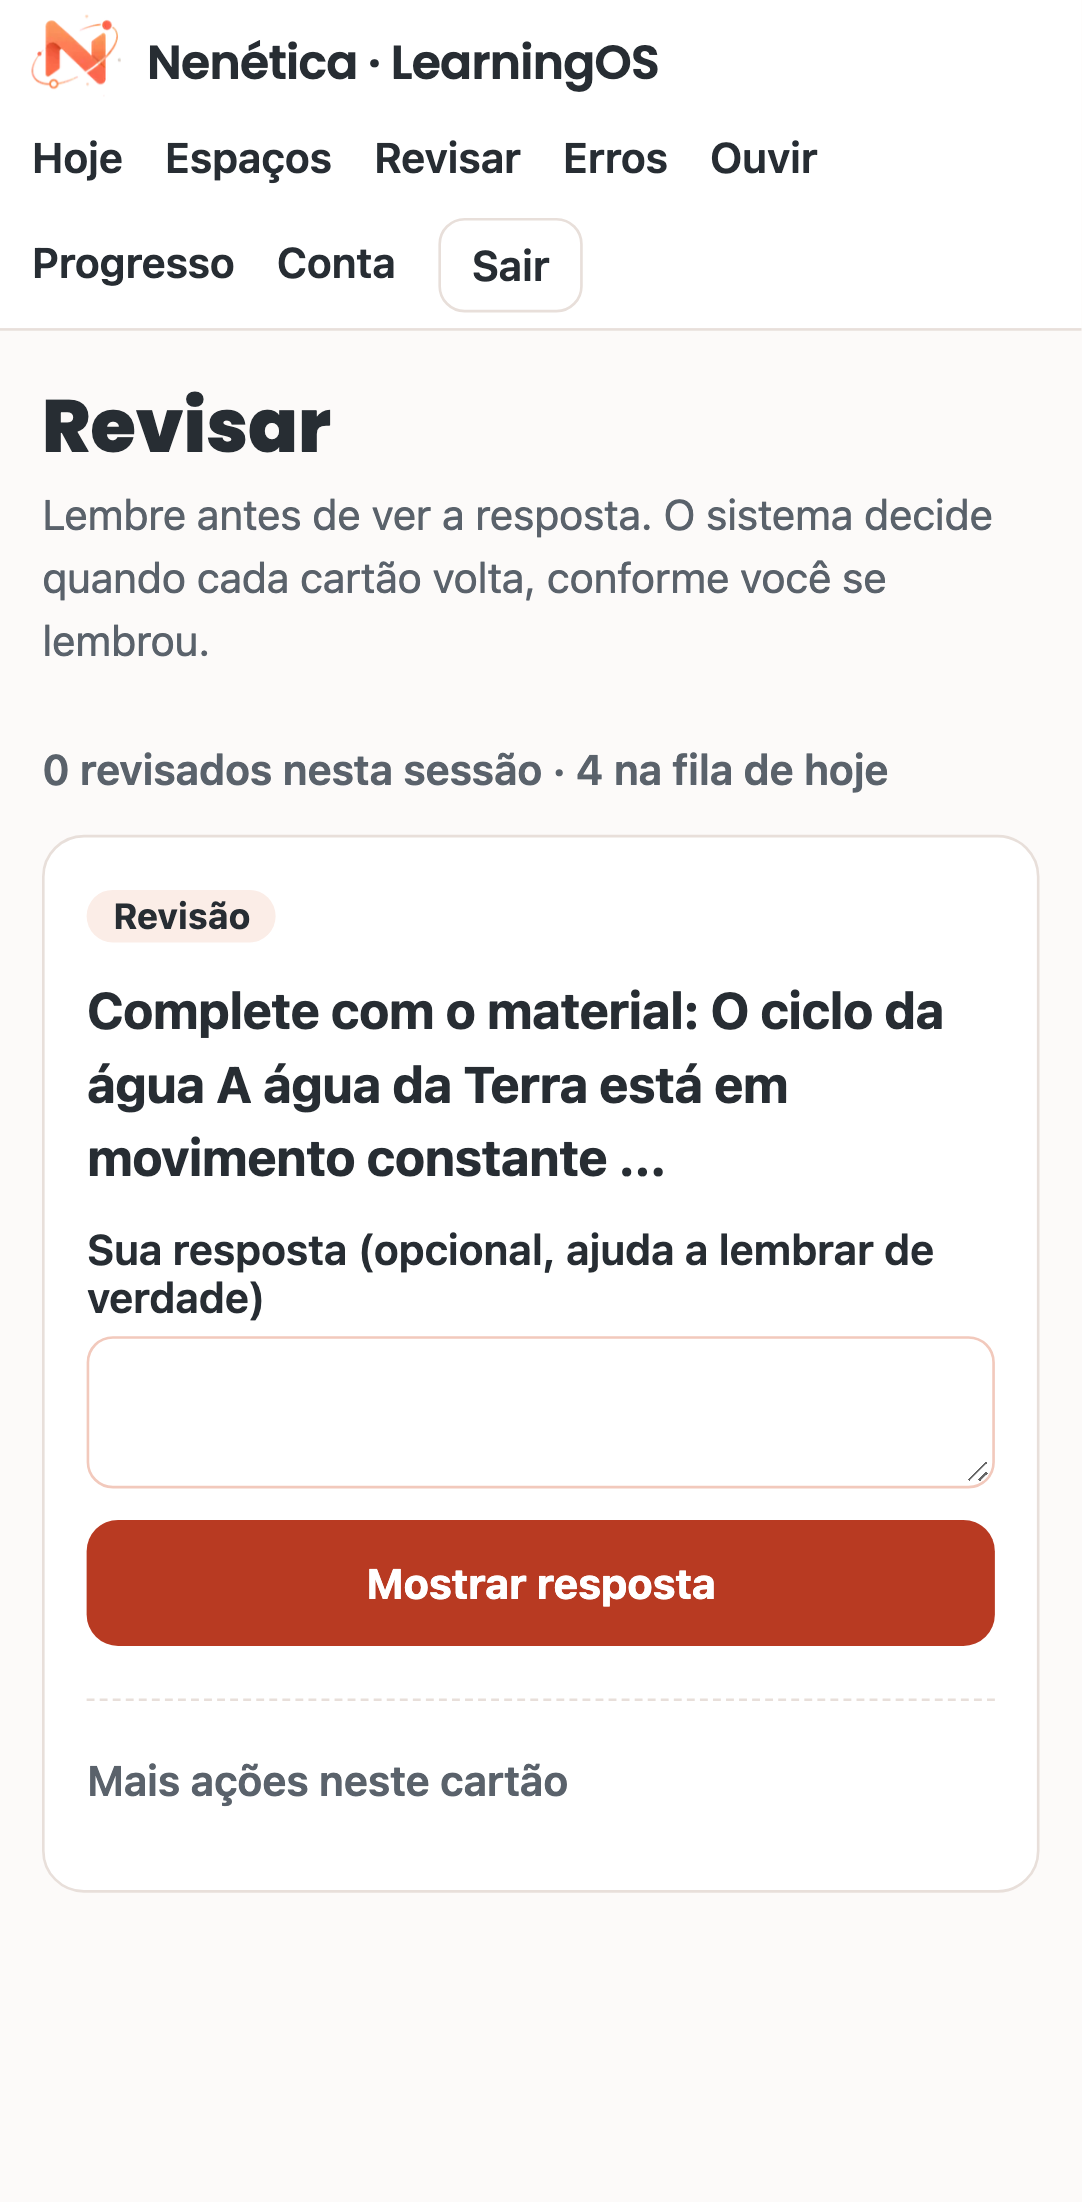 Nenética · LearningOS
Hoje Espaços Revisar Erros Ouvir
Progresso Conta Sair
Revisar
Lembre antes de ver a resposta. O sistema decide
quando cada cartão volta, conforme você se
lembrou.
0 revisados nesta sessão · 4 na fila de hoje
Revisão
Complete com o material: O ciclo da
água A água da Terra está em
movimento constante ...
Sua resposta (opcional, ajuda a lembrar de
verdade)
Mostrar resposta
Mais ações neste cartão